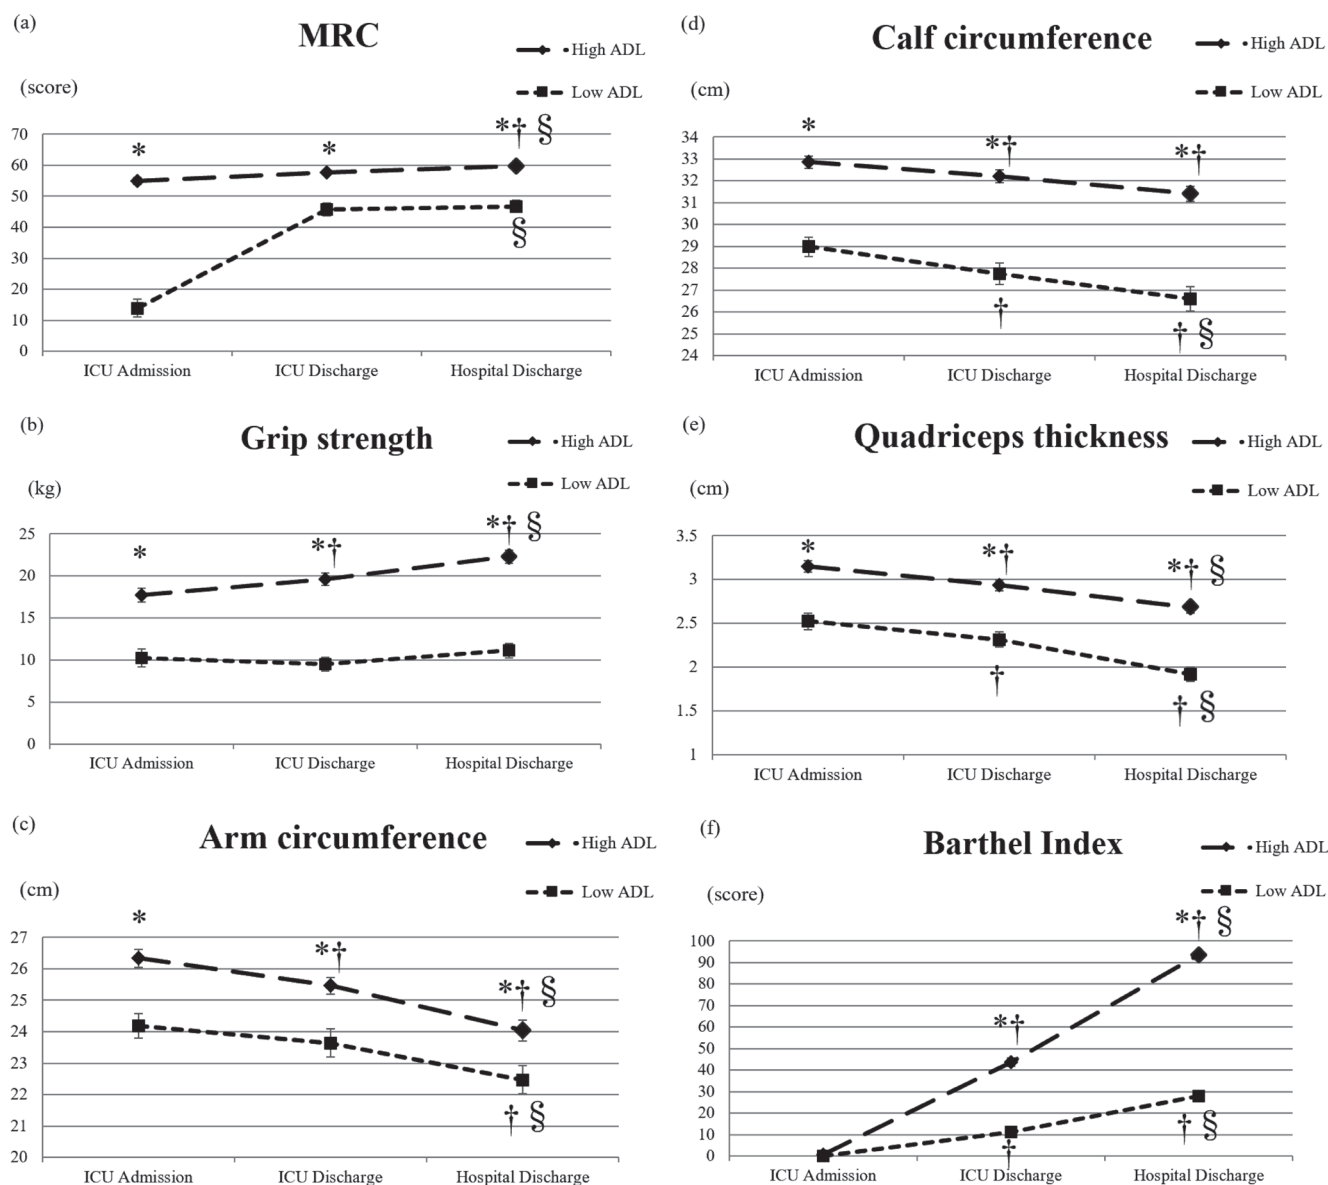 (a)
MRC
High ADL
Low ADL
(score)
*
*
*† §
§
70
60
50
40
30
20
10
0
ICU Admission
ICU Discharge
Hospital Discharge
(b)
Grip strength
High ADL
Low ADL
(kg)
*
*†
*† §
25
20
15
10
5
0
ICU Admission
ICU Discharge
Hospital Discharge
(c)
Arm circumference
High ADL
Low ADL
(cm)
*
*†
*† §
† §
27
26
25
24
23
22
21
20
ICU Admission
ICU Discharge
Hospital Discharge
(d)
Calf circumference
High ADL
Low ADL
(cm)
*
*†
*†
†
† §
34
33
32
31
30
29
28
27
26
25
24
ICU Admission
ICU Discharge
Hospital Discharge
(e)
Quadriceps thickness
High ADL
Low ADL
(cm)
*
*†
*† §
†
† §
3.5
3
2.5
2
1.5
1
ICU Admission
ICU Discharge
Hospital Discharge
(f)
Barthel Index
High ADL
Low ADL
(score)
*†
*† §
†
† §
100
90
80
70
60
50
40
30
20
10
0
ICU Admission
ICU Discharge
Hospital Discharge